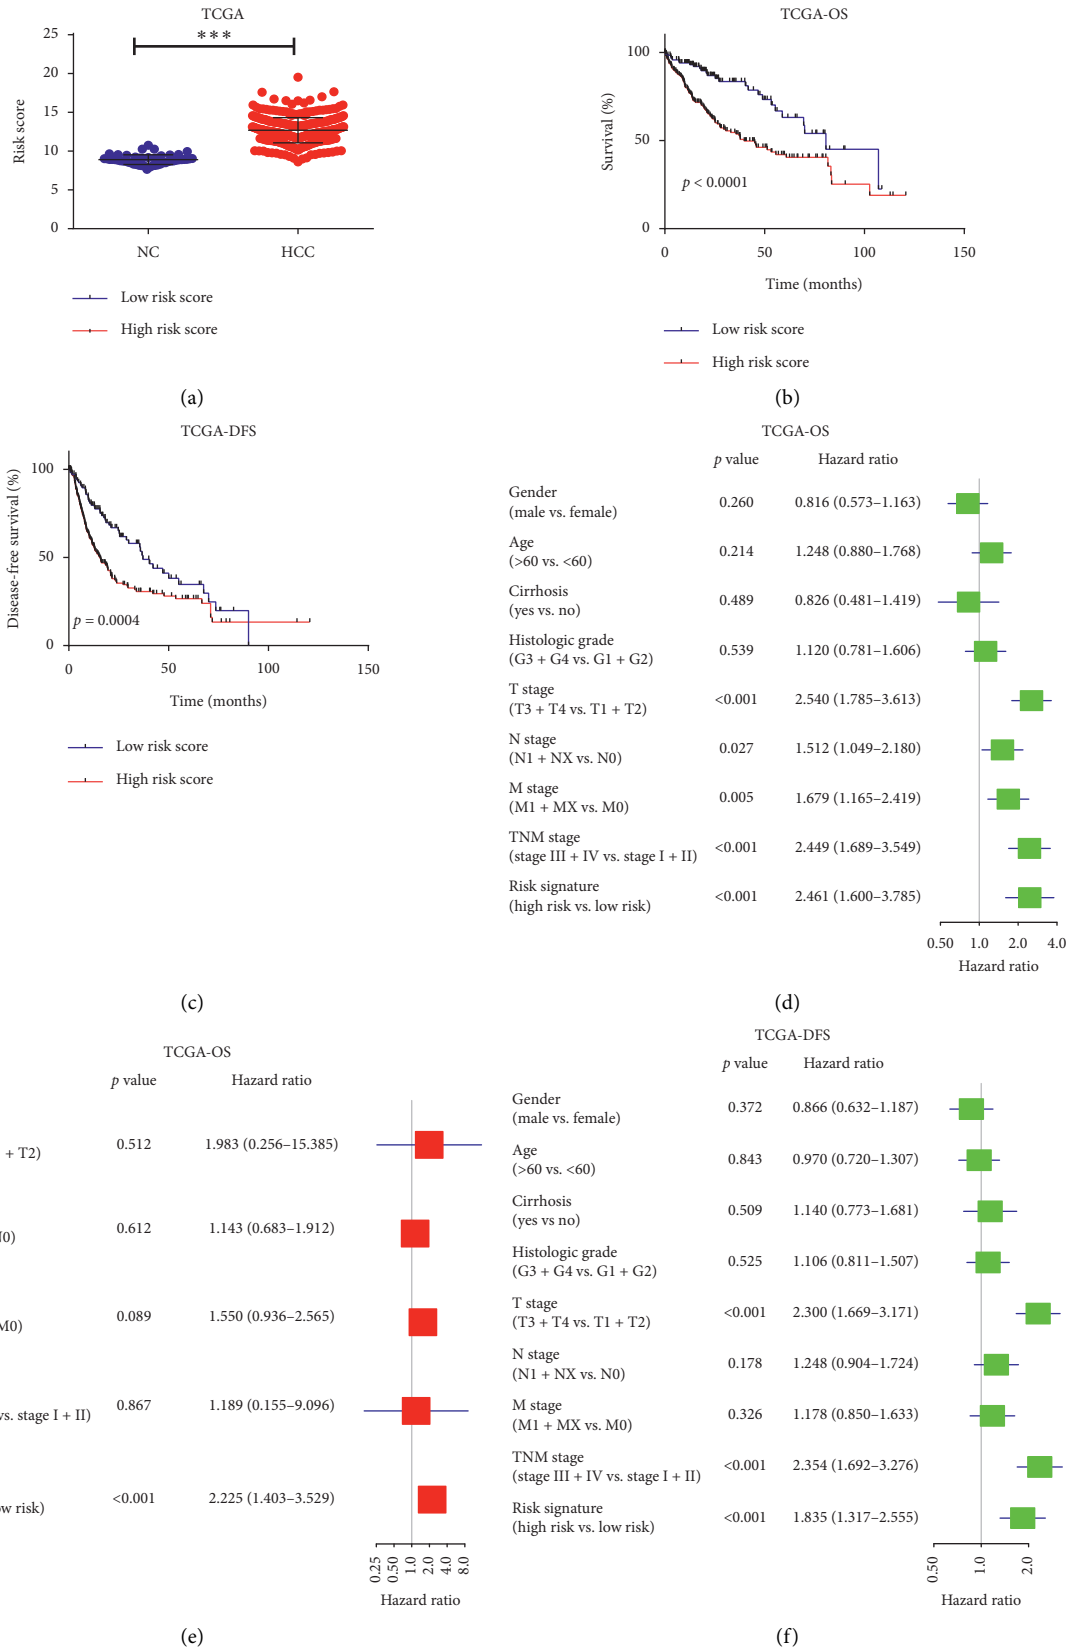 TCGA
***
Risk score
25
20
15
10
5
0
NC
HCC
Low risk score
High risk score
(a)
TCGA-OS
Survival (%)
100
50
0
p < 0.0001
0 50 100 150
Time (months)
Low risk score
High risk score
(b)
TCGA-DFS
Disease-free survival (%)
100
50
0
p = 0.0004
0 50 100 150
Time (months)
Low risk score
High risk score
(c)
TCGA-OS
p value Hazard ratio
Gender
(male vs. female) 0.260 0.816 (0.573–1.163)
Age
(>60 vs. <60) 0.214 1.248 (0.880–1.768)
Cirrhosis
(yes vs. no) 0.489 0.826 (0.481–1.419)
Histologic grade
(G3 + G4 vs. G1 + G2) 0.539 1.120 (0.781–1.606)
T stage
(T3 + T4 vs. T1 + T2) <0.001 2.540 (1.785–3.613)
N stage
(N1 + NX vs. N0) 0.027 1.512 (1.049–2.180)
M stage
(M1 + MX vs. M0) 0.005 1.679 (1.165–2.419)
TNM stage
(stage III + IV vs. stage I + II) <0.001 2.449 (1.689–3.549)
Risk signature
(high risk vs. low risk) <0.001 2.461 (1.600–3.785)
0.50 1.0 2.0 4.0
Hazard ratio
(d)
TCGA-OS
p value Hazard ratio
+ T2) 0.512 1.983 (0.256–15.385)
0) 0.612 1.143 (0.683–1.912)
M0) 0.089 1.550 (0.936–2.565)
vs. stage I + II) 0.867 1.189 (0.155–9.096)
w risk) <0.001 2.225 (1.403–3.529)
0.25 0.50 1.0 2.0 4.0 8.0
Hazard ratio
(e)
TCGA-DFS
p value Hazard ratio
Gender
(male vs. female) 0.372 0.866 (0.632–1.187)
Age
(>60 vs. <60) 0.843 0.970 (0.720–1.307)
Cirrhosis
(yes vs no) 0.509 1.140 (0.773–1.681)
Histologic grade
(G3 + G4 vs. G1 + G2) 0.525 1.106 (0.811–1.507)
T stage
(T3 + T4 vs. T1 + T2) <0.001 2.300 (1.669–3.171)
N stage
(N1 + NX vs. N0) 0.178 1.248 (0.904–1.724)
M stage
(M1 + MX vs. M0) 0.326 1.178 (0.850–1.633)
TNM stage
(stage III + IV vs. stage I + II) <0.001 2.354 (1.692–3.276)
Risk signature
(high risk vs. low risk) <0.001 1.835 (1.317–2.555)
0.50 1.0 2.0
Hazard ratio
(f)